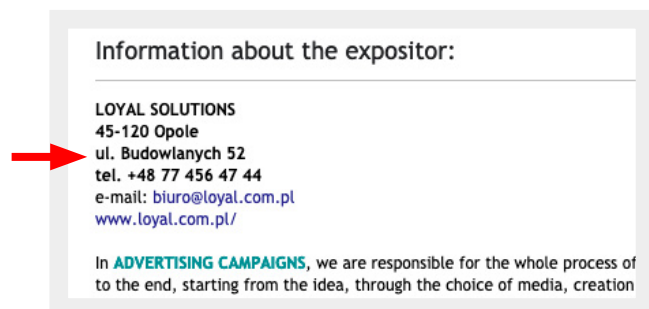 Information about the expositor:
LOYAL SOLUTIONS
45-120 Opole
ul. Budowlanych 52
tel. +48 77 456 47 44
e-mail: biuro@loyal.com.pl
www.loyal.com.pl/
In ADVERTISING CAMPAIGNS, we are responsible for the whole process of
to the end, starting from the idea, through the choice of media, creation